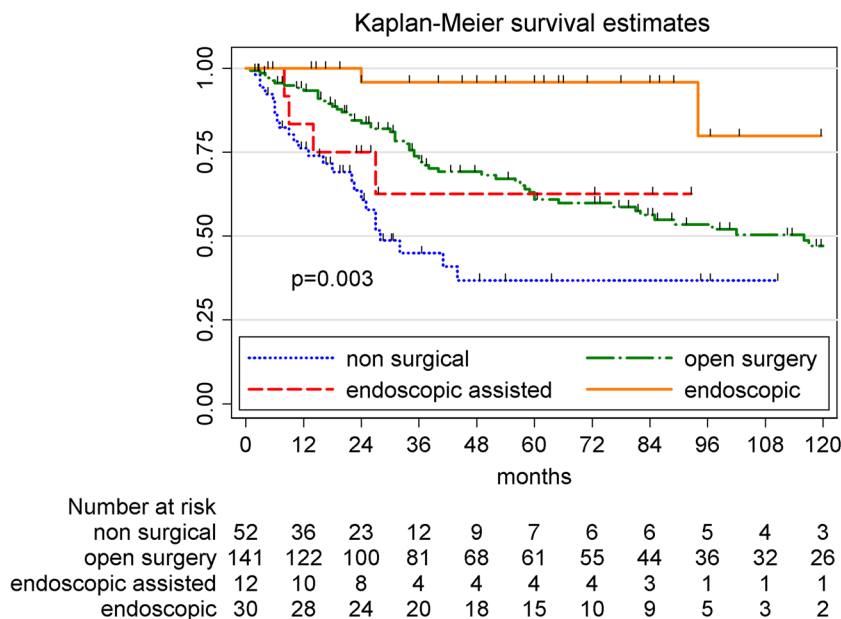 Kaplan-Meier survival estimates
1.00
0.75
0.50
0.25
0.00
p=0.003
non surgical open surgery
endoscopic assisted endoscopic
0 12 24 36 48 60 72 84 96 108 120
months
Number at risk
non surgical 52 36 23 12 9 7 6 6 5 4 3
open surgery 141 122 100 81 68 61 55 44 36 32 26
endoscopic assisted 12 10 8 4 4 4 4 3 1 1 1
endoscopic 30 28 24 20 18 15 10 9 5 3 2